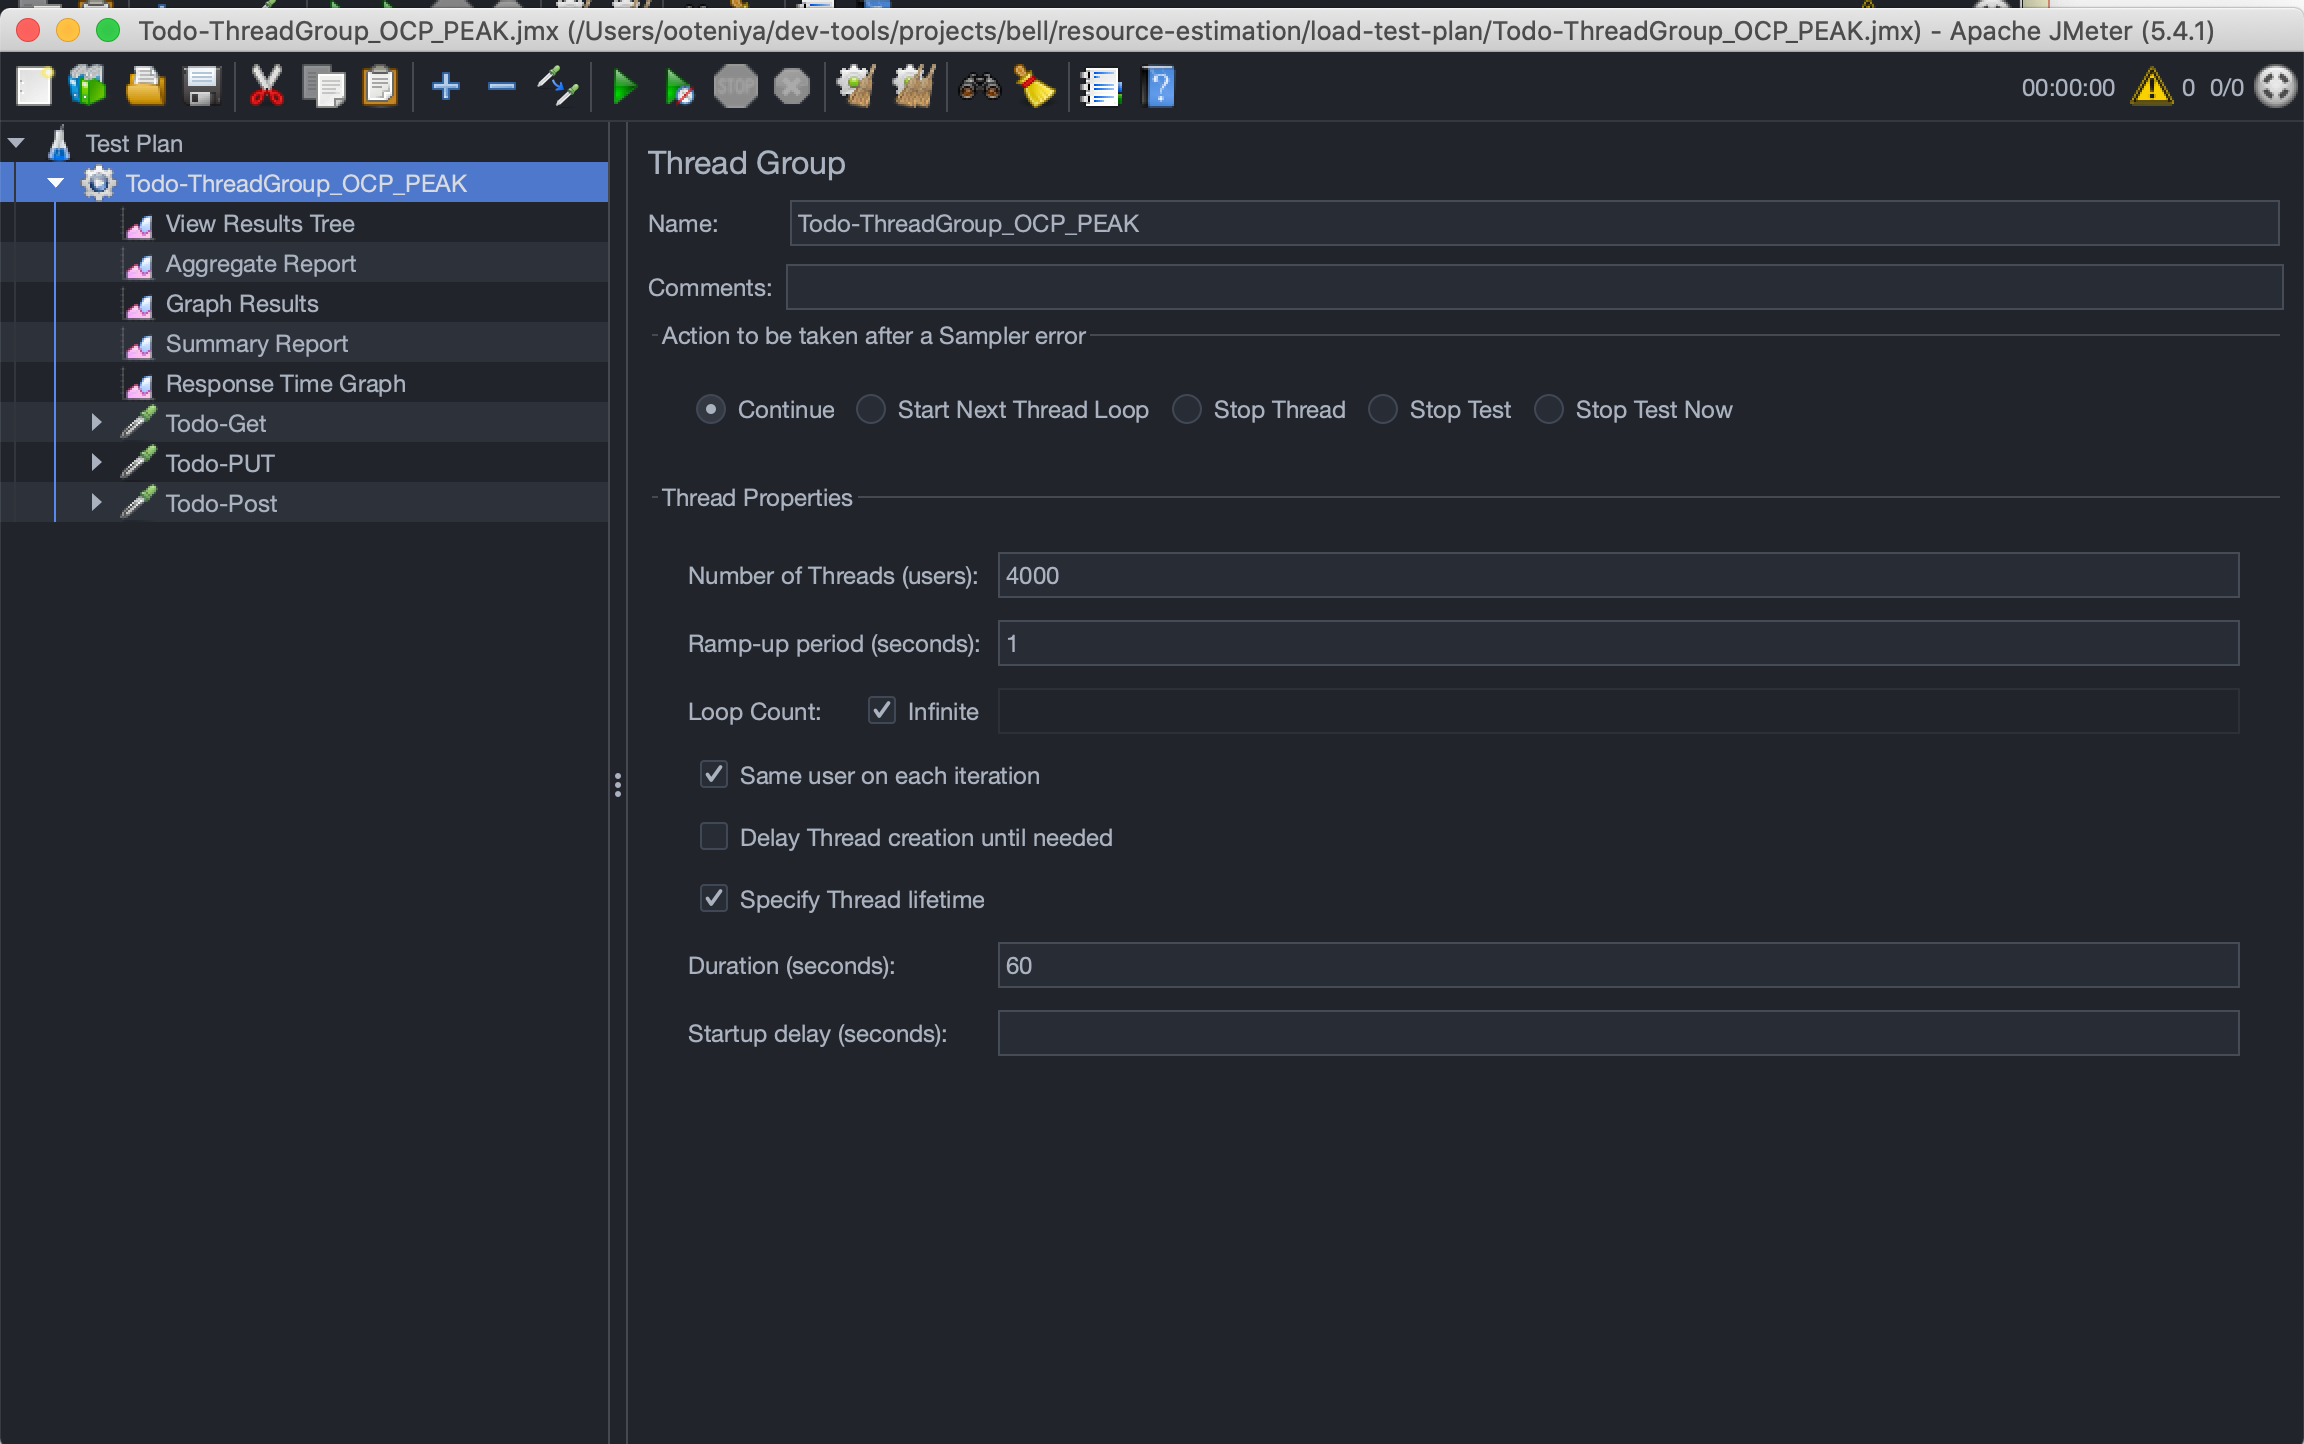 Todo-ThreadGroup_OCP_PEAK.jmx (/Users/ooteniya/dev-tools/projects/bell/resource-estimation/load-test-plan/Todo-ThreadGroup_OCP_PEAK.jmx) - Apache JMeter (5.4.1)
STOP
?
00:00:00 0 0/0
Test Plan
Todo-ThreadGroup_OCP_PEAK
View Results Tree
Aggregate Report
Graph Results
Summary Report
Response Time Graph
Todo-Get
Todo-PUT
Todo-Post
Thread Group
Name: Todo-ThreadGroup_OCP_PEAK
Comments:
Action to be taken after a Sampler error
Continue Start Next Thread Loop Stop Thread Stop Test Stop Test Now
Thread Properties
Number of Threads (users): 4000
Ramp-up period (seconds): 1
Loop Count: Infinite
Same user on each iteration
Delay Thread creation until needed
Specify Thread lifetime
Duration (seconds): 60
Startup delay (seconds):